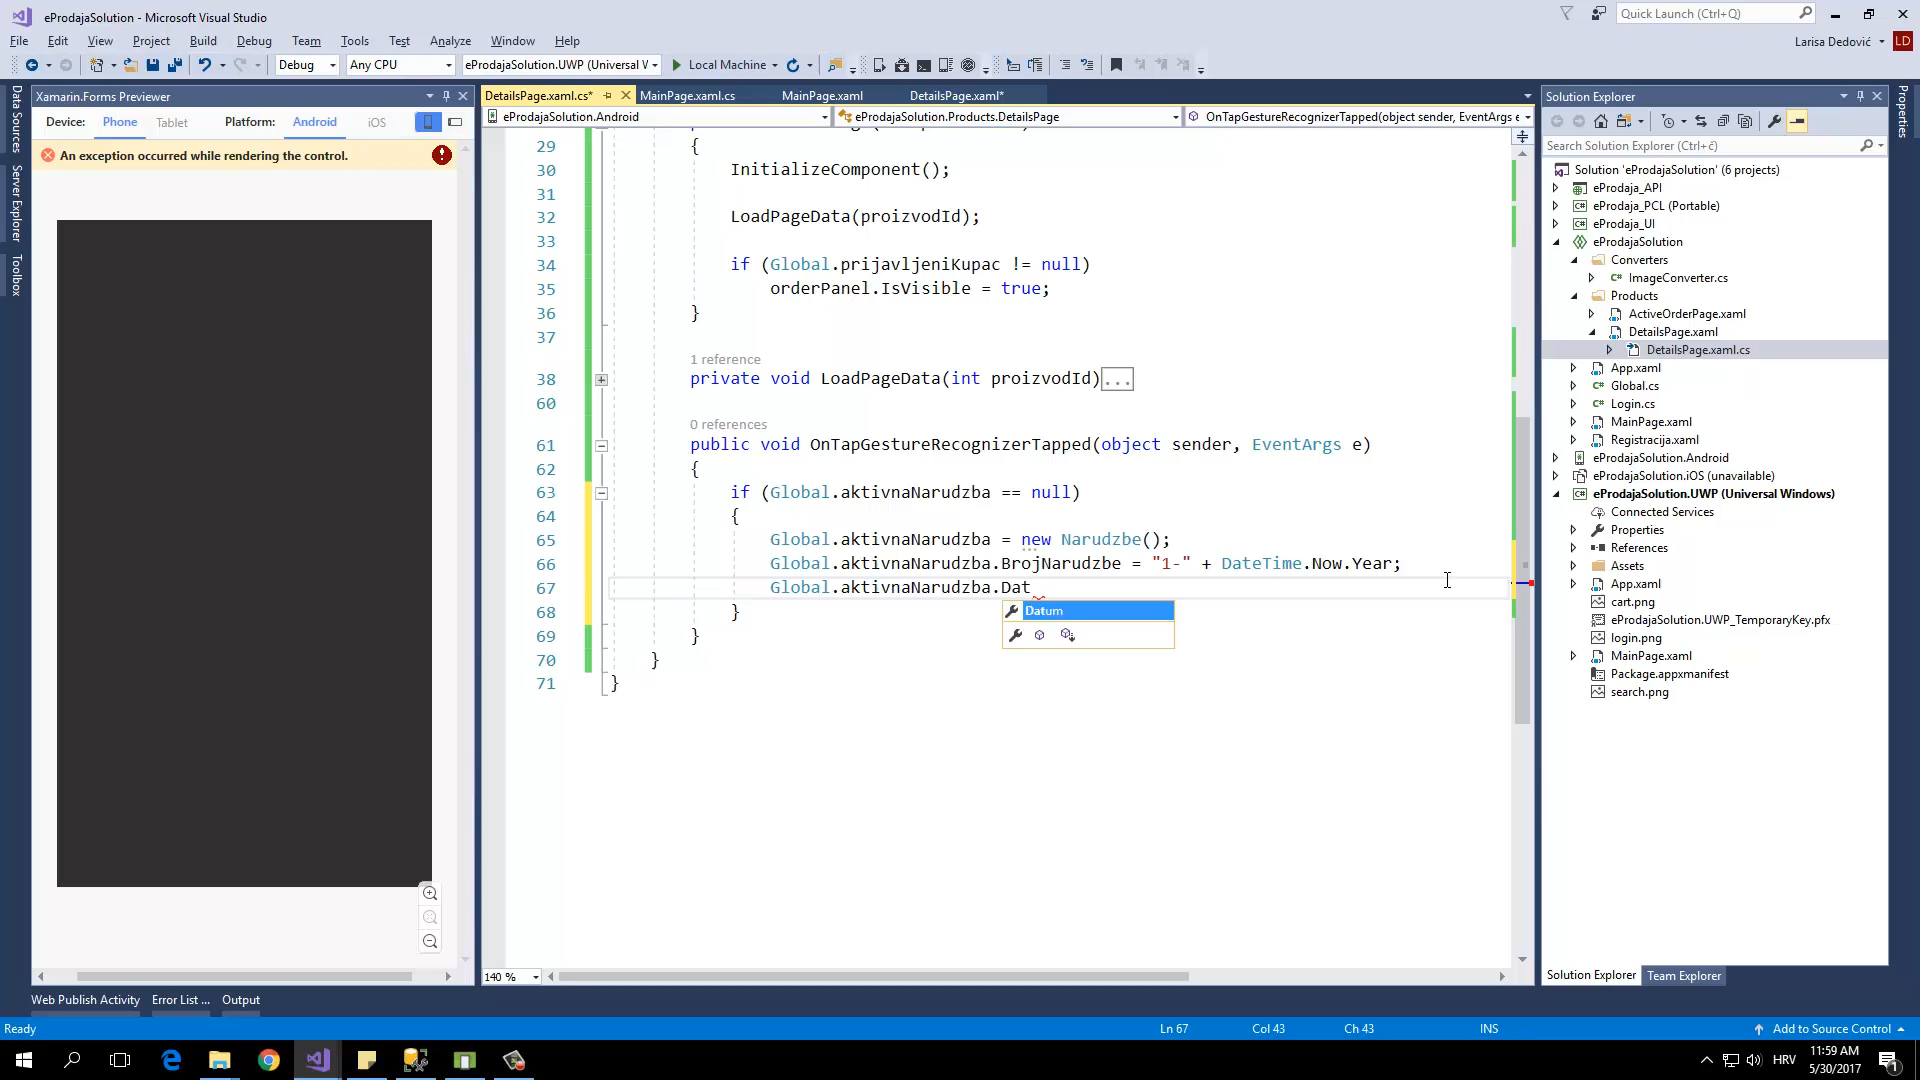 eProdajaSolution - Microsoft Visual Studio
Quick Launch (Ctrl+Q)
File Edit View Project Build Debug Team Tools Test Analyze Window Help
Larisa Dedović LD
Debug Any CPU eProdajaSolution.UWP (Universal V Local Machine
Data Sources
Server Explorer
Toolbox
Xamarin.Forms Previewer
Device: Phone Tablet Platform: Android iOS
An exception occurred while rendering the control.
DetailsPage.xaml.cs* MainPage.xaml.cs MainPage.xaml DetailsPage.xaml*
eProdajaSolution.Android eProdajaSolution.Products.DetailsPage OnTapGestureRecognizerTapped(object sender, EventArgs e
29 {
30 InitializeComponent();
31
32 LoadPageData(proizvodId);
33
34 if (Global.prijavljeniKupac != null)
35 orderPanel.IsVisible = true;
36 }
37
1 reference
38 private void LoadPageData(int proizvodId)...
60
0 references
61 public void OnTapGestureRecognizerTapped(object sender, EventArgs e)
62 {
63 if (Global.aktivnaNarudzba == null)
64 {
65 Global.aktivnaNarudzba = new Narudzbe();
66 Global.aktivnaNarudzba.BrojNarudzbe = "1-" + DateTime.Now.Year;
67 Global.aktivnaNarudzba.Dat
Datum
68 }
69 }
70 }
71 }
140 %
Solution Explorer
Search Solution Explorer (Ctrl+č)
Solution 'eProdajaSolution' (6 projects)
eProdaja_API
eProdaja_PCL (Portable)
eProdaja_UI
eProdajaSolution
Converters
ImageConverter.cs
Products
ActiveOrderPage.xaml
DetailsPage.xaml
DetailsPage.xaml.cs
App.xaml
Global.cs
Login.cs
MainPage.xaml
Registracija.xaml
eProdajaSolution.Android
eProdajaSolution.iOS (unavailable)
eProdajaSolution.UWP (Universal Windows)
Connected Services
Properties
References
Assets
App.xaml
cart.png
eProdajaSolution.UWP_TemporaryKey.pfx
login.png
MainPage.xaml
Package.appxmanifest
search.png
Solution Explorer Team Explorer
Properties
Web Publish Activity Error List ... Output
Ready Ln 67 Col 43 Ch 43 INS Add to Source Control
HRV
11:59 AM
5/30/2017
1